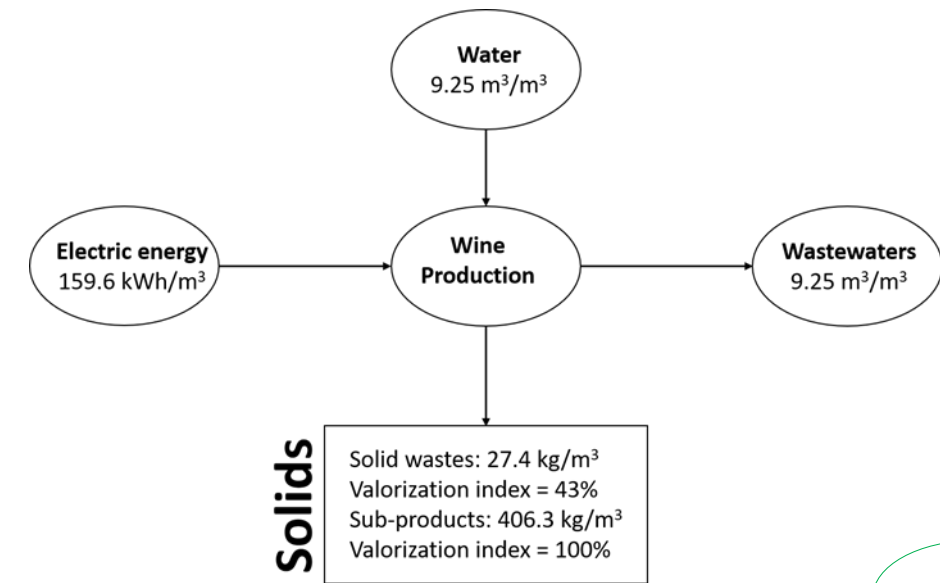 Water
9.25 m³/m³
Electric energy
159.6 kWh/m³
Wine
Production
Wastewaters
9.25 m³/m³
Solids
Solid wastes: 27.4 kg/m³
Valorization index = 43%
Sub-products: 406.3 kg/m³
Valorization index = 100%